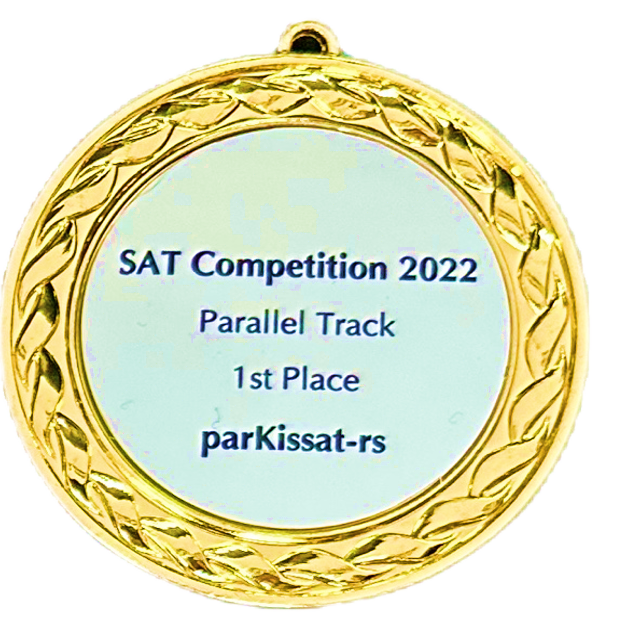 SAT Competition 2022
Parallel Track
1st Place
parKissat-rs